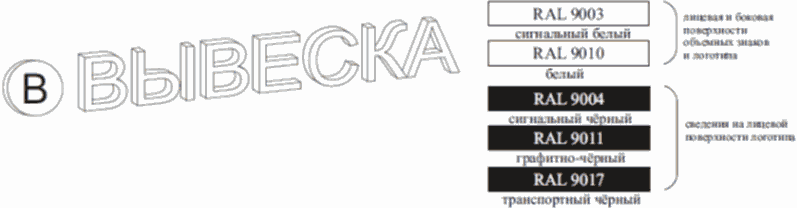 В ВЫВЕСКА
RAL 9003
сигнальный белый
RAL 9010
белый
лицевая и боковая
поверхности
объемных знаков
и логотипа
RAL 9004
сигнальный чёрный
RAL 9011
графитно-чёрный
RAL 9017
транспортный чёрный
сведения на лицевой
поверхности логотипа